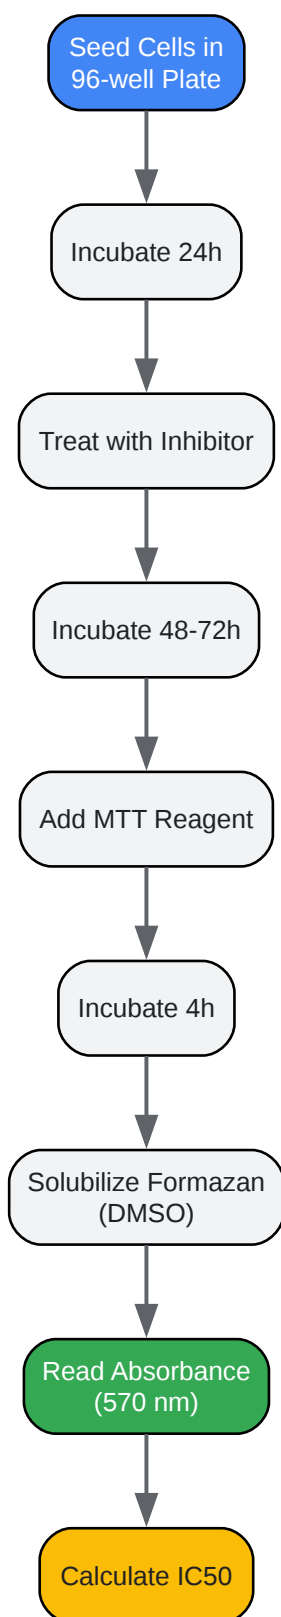 Seed Cells in
96-well Plate
Incubate 24h
Treat with Inhibitor
Incubate 48-72h
Add MTT Reagent
Incubate 4h
Solubilize Formazan
(DMSO)
Read Absorbance
(570 nm)
Calculate IC50